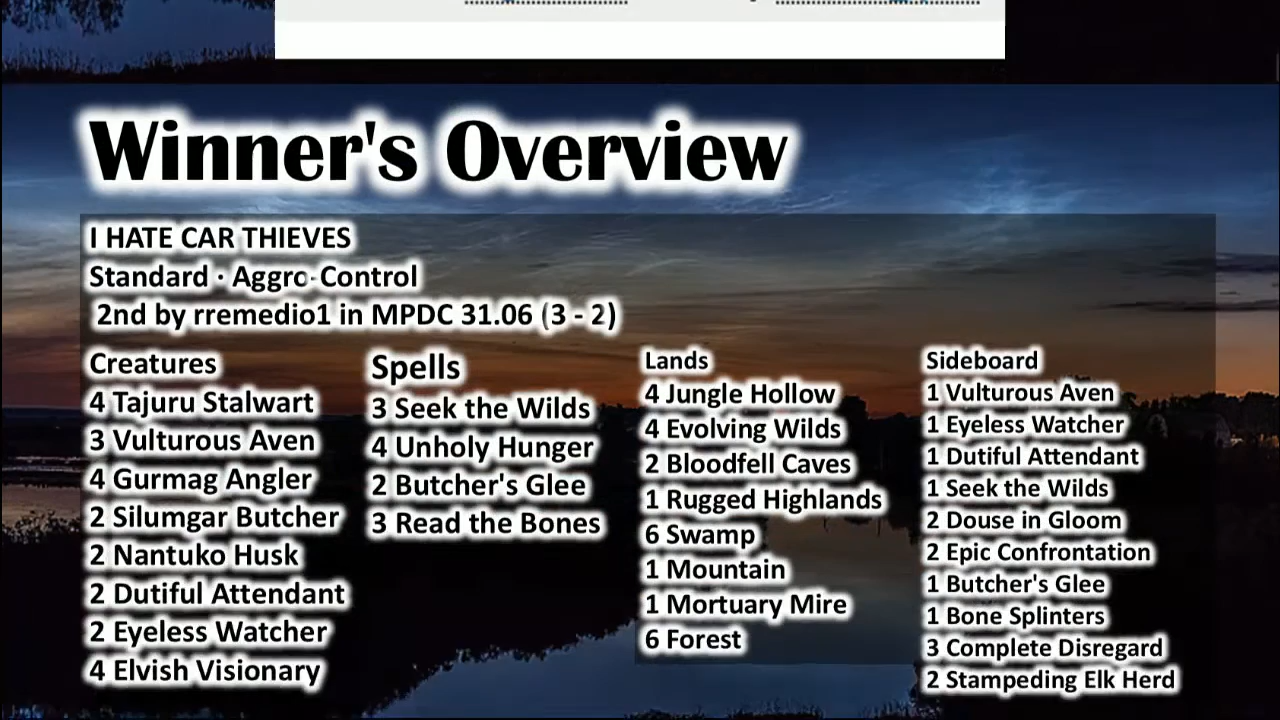 Winner's Overview
I HATE CAR THIEVES
Standard · Aggro-Control
2nd by rremedio1 in MPDC 31.06 (3 - 2)
Creatures
4 Tajuru Stalwart
3 Vulturous Aven
4 Gurmag Angler
2 Silumgar Butcher
2 Nantuko Husk
2 Dutiful Attendant
2 Eyeless Watcher
4 Elvish Visionary
Spells
3 Seek the Wilds
4 Unholy Hunger
2 Butcher's Glee
3 Read the Bones
Lands
4 Jungle Hollow
4 Evolving Wilds
2 Bloodfell Caves
1 Rugged Highlands
6 Swamp
1 Mountain
1 Mortuary Mire
6 Forest
Sideboard
1 Vulturous Aven
1 Eyeless Watcher
1 Dutiful Attendant
1 Seek the Wilds
2 Douse in Gloom
2 Epic Confrontation
1 Butcher's Glee
1 Bone Splinters
3 Complete Disregard
2 Stampeding Elk Herd